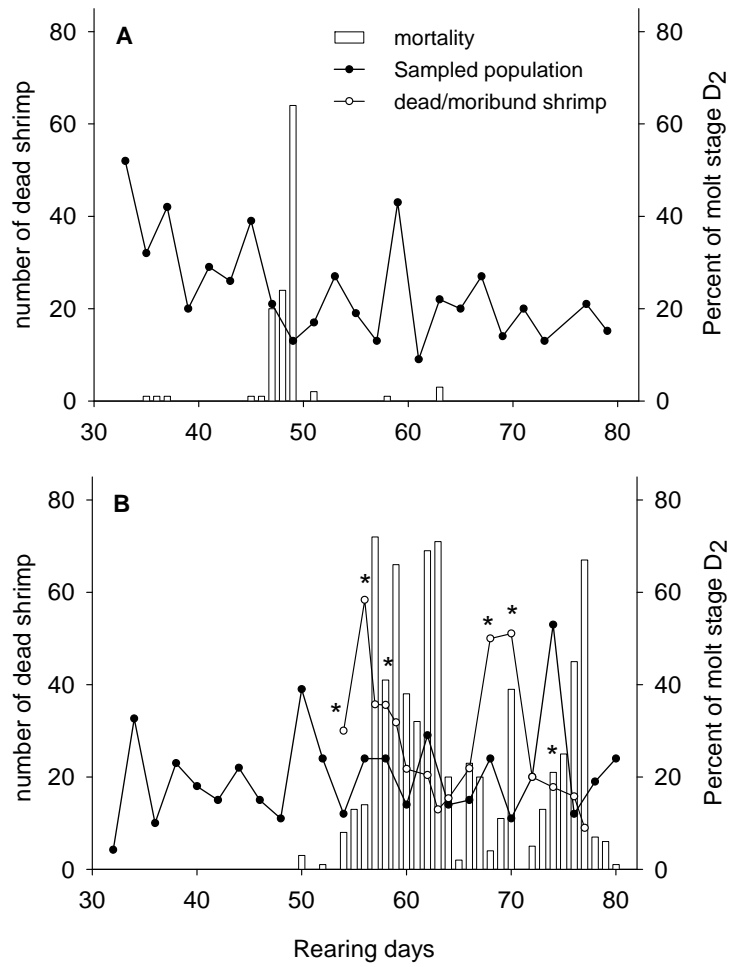 A
mortality
Sampled population
dead/moribund shrimp
number of dead shrimp
Percent of molt stage D2
80
60
40
20
0
80
60
40
20
0
30 40 50 60 70 80
B
number of dead shrimp
Percent of molt stage D2
80
60
40
20
0
80
60
40
20
0
* * * * * *
30 40 50 60 70 80
Rearing days